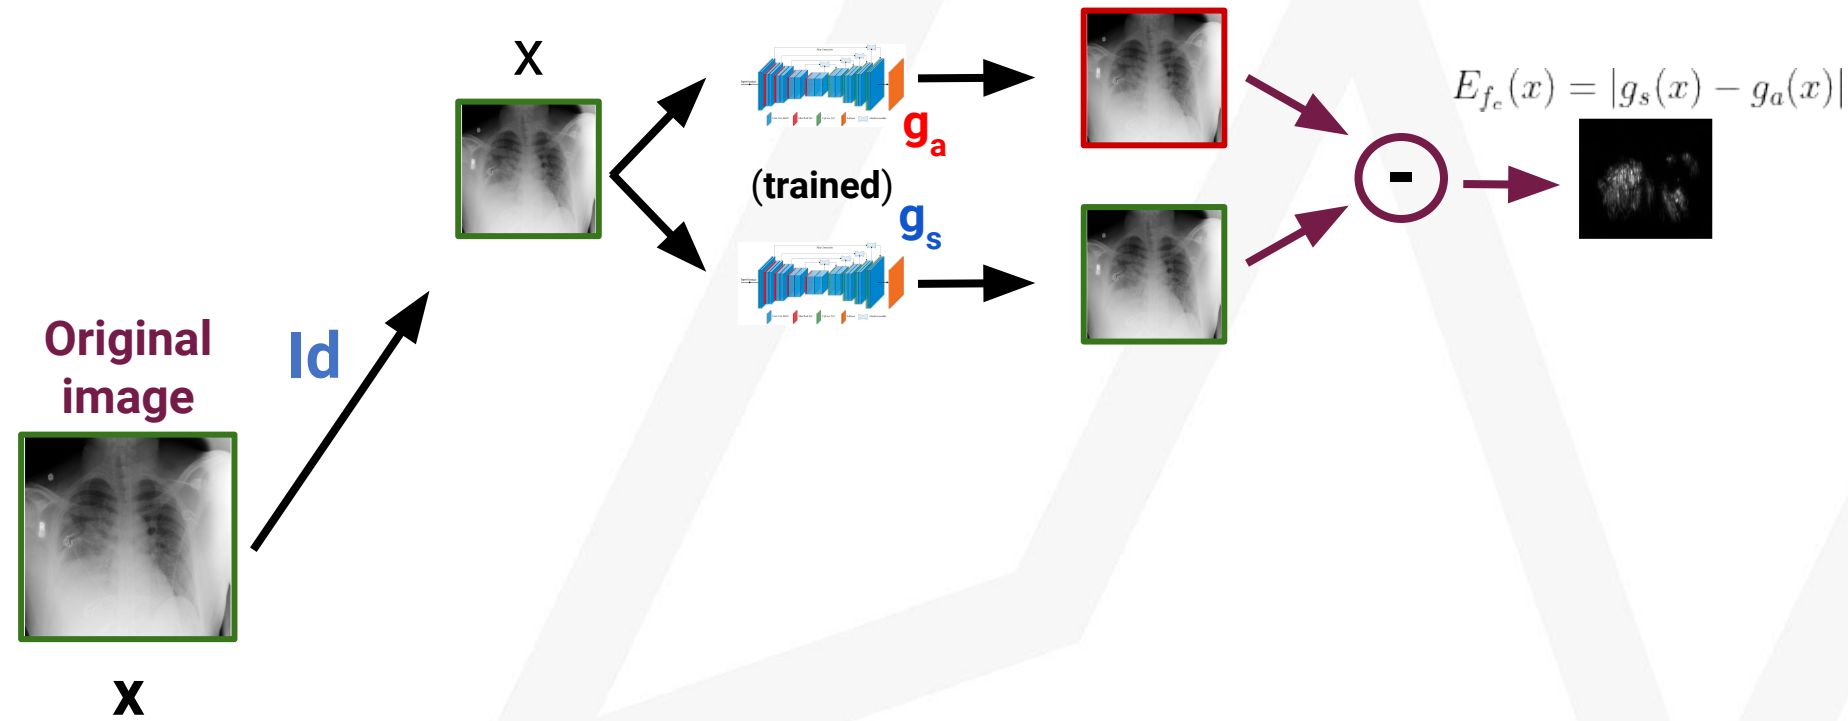 X
g_a
(trained)
g_s
E_{f_c}(x) = |g_s(x) − g_a(x)|
-
Original
image
Id
x